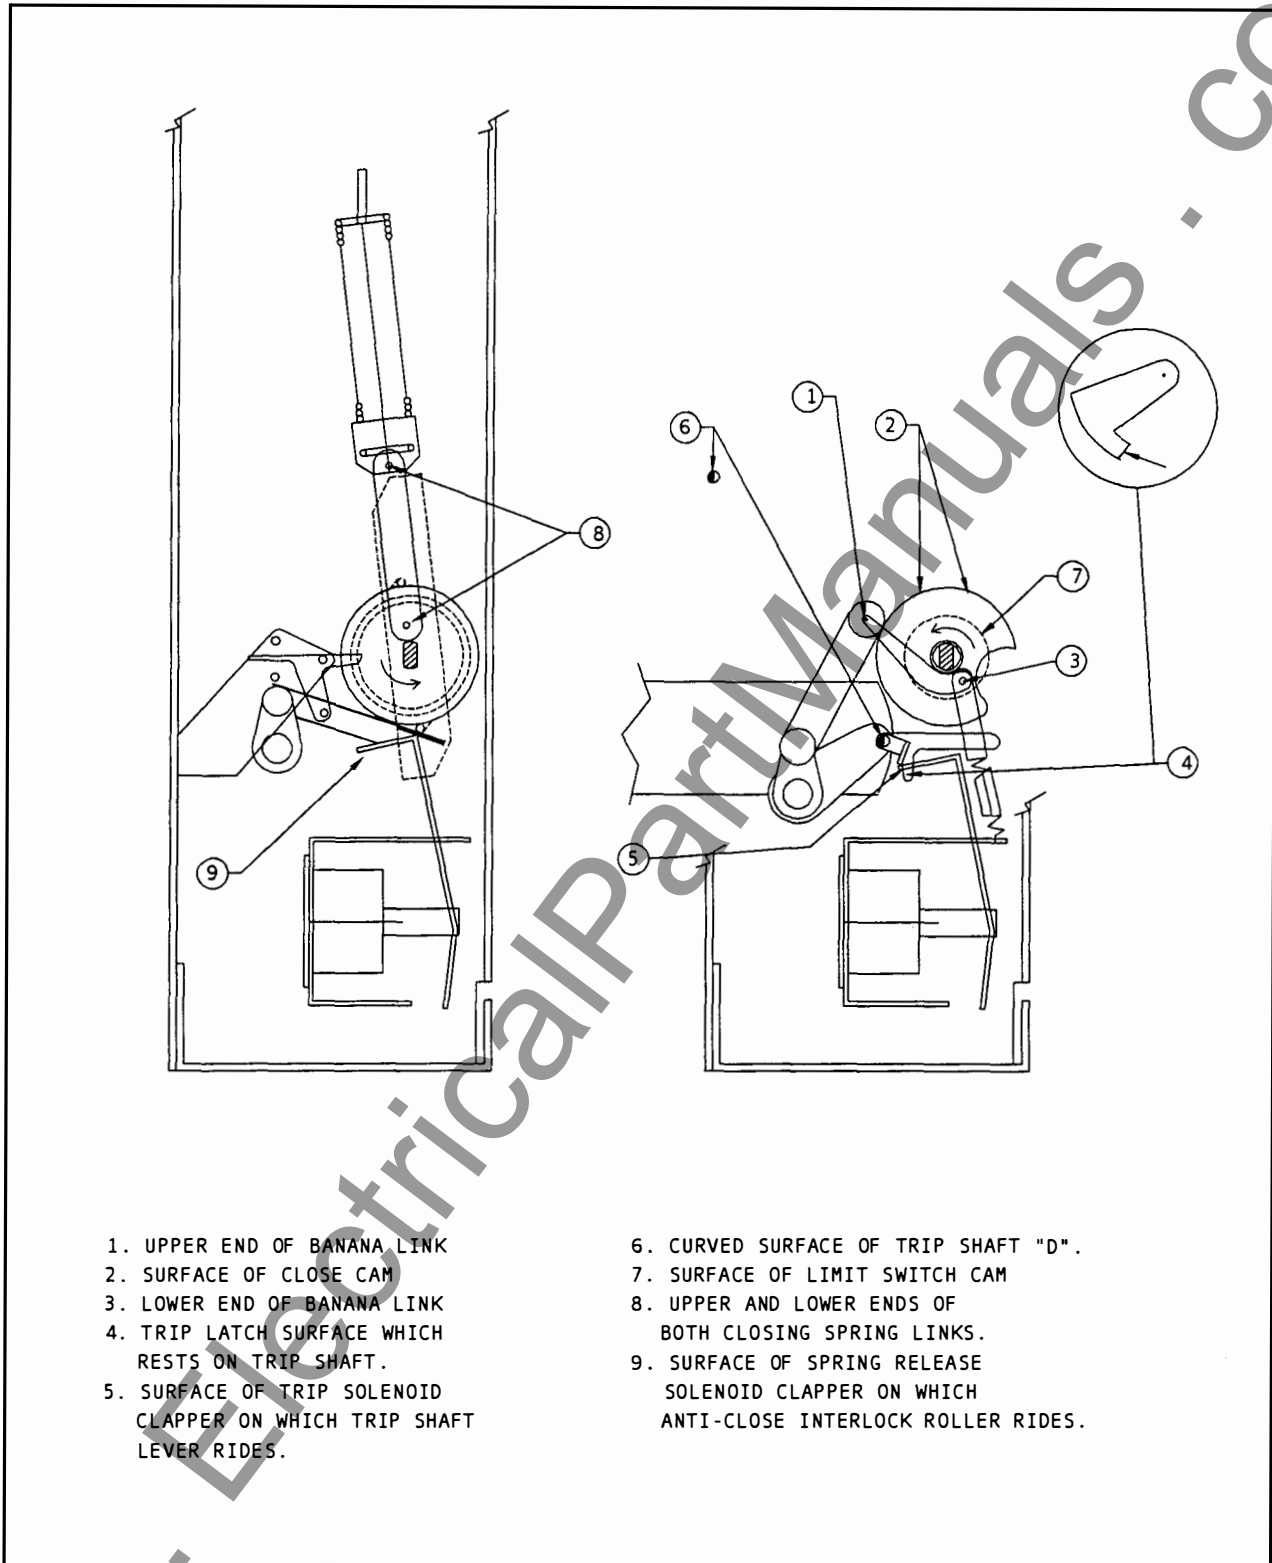 1
6
2
8
7
3
4
5
9
1. UPPER END OF BANANA LINK
2. SURFACE OF CLOSE CAM
3. LOWER END OF BANANA LINK
4. TRIP LATCH SURFACE WHICH
RESTS ON TRIP SHAFT.
5. SURFACE OF TRIP SOLENOID
CLAPPER ON WHICH TRIP SHAFT
LEVER RIDES.
6. CURVED SURFACE OF TRIP SHAFT "D".
7. SURFACE OF LIMIT SWITCH CAM
8. UPPER AND LOWER ENDS OF
BOTH CLOSING SPRING LINKS.
9. SURFACE OF SPRING RELEASE
SOLENOID CLAPPER ON WHICH
ANTI-CLOSE INTERLOCK ROLLER RIDES.
. ElectricalPartManuals . co